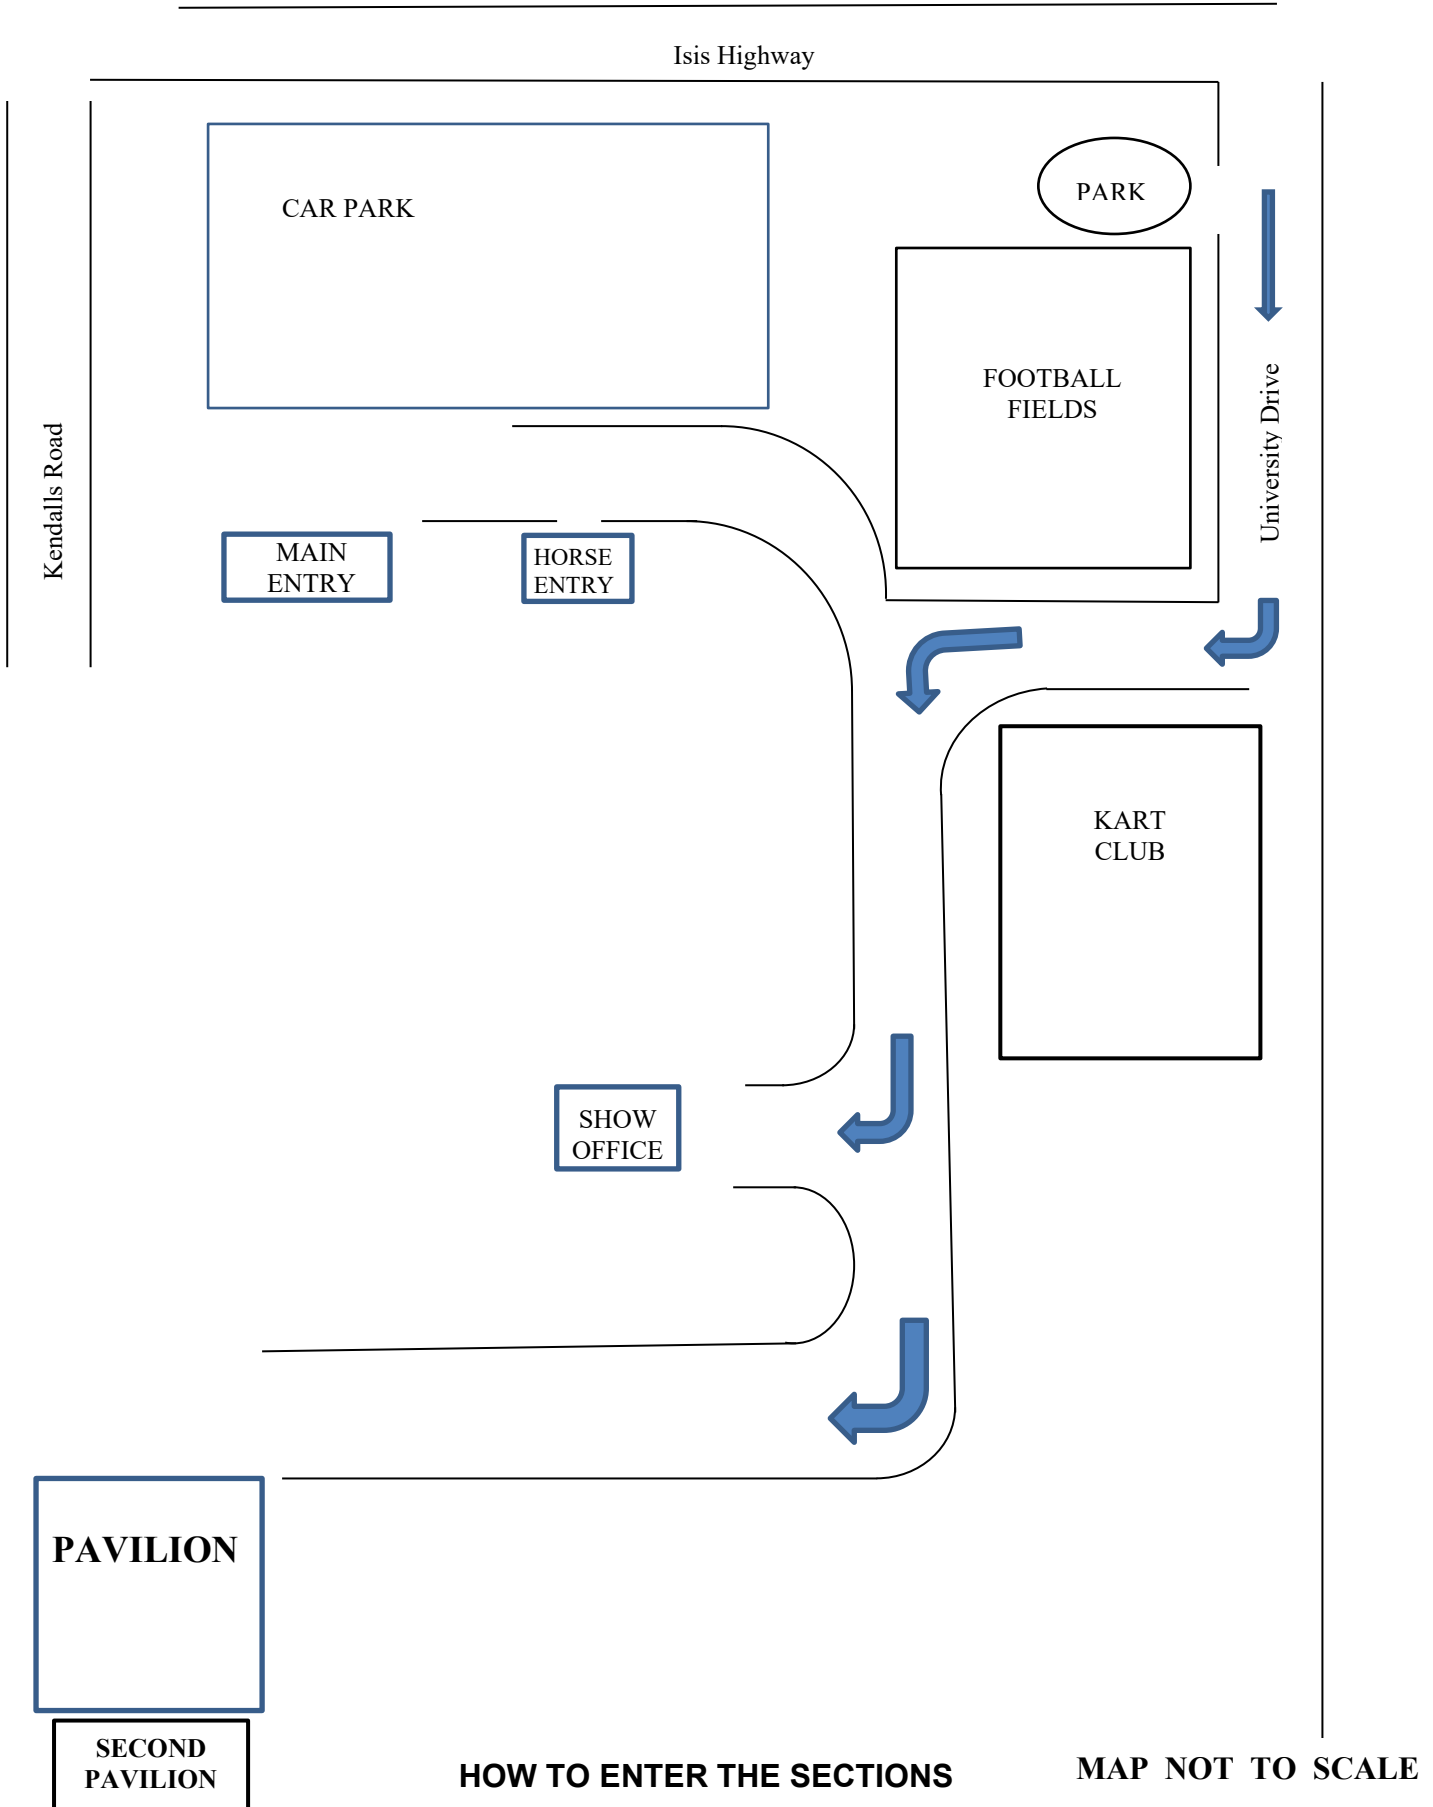 Isis Highway
CAR PARK
PARK
FOOTBALL
FIELDS
University Drive
Kendalls Road
MAIN
ENTRY
HORSE
ENTRY
KART
CLUB
SHOW
OFFICE
PAVILION
SECOND
PAVILION
HOW TO ENTER THE SECTIONS
MAP NOT TO SCALE